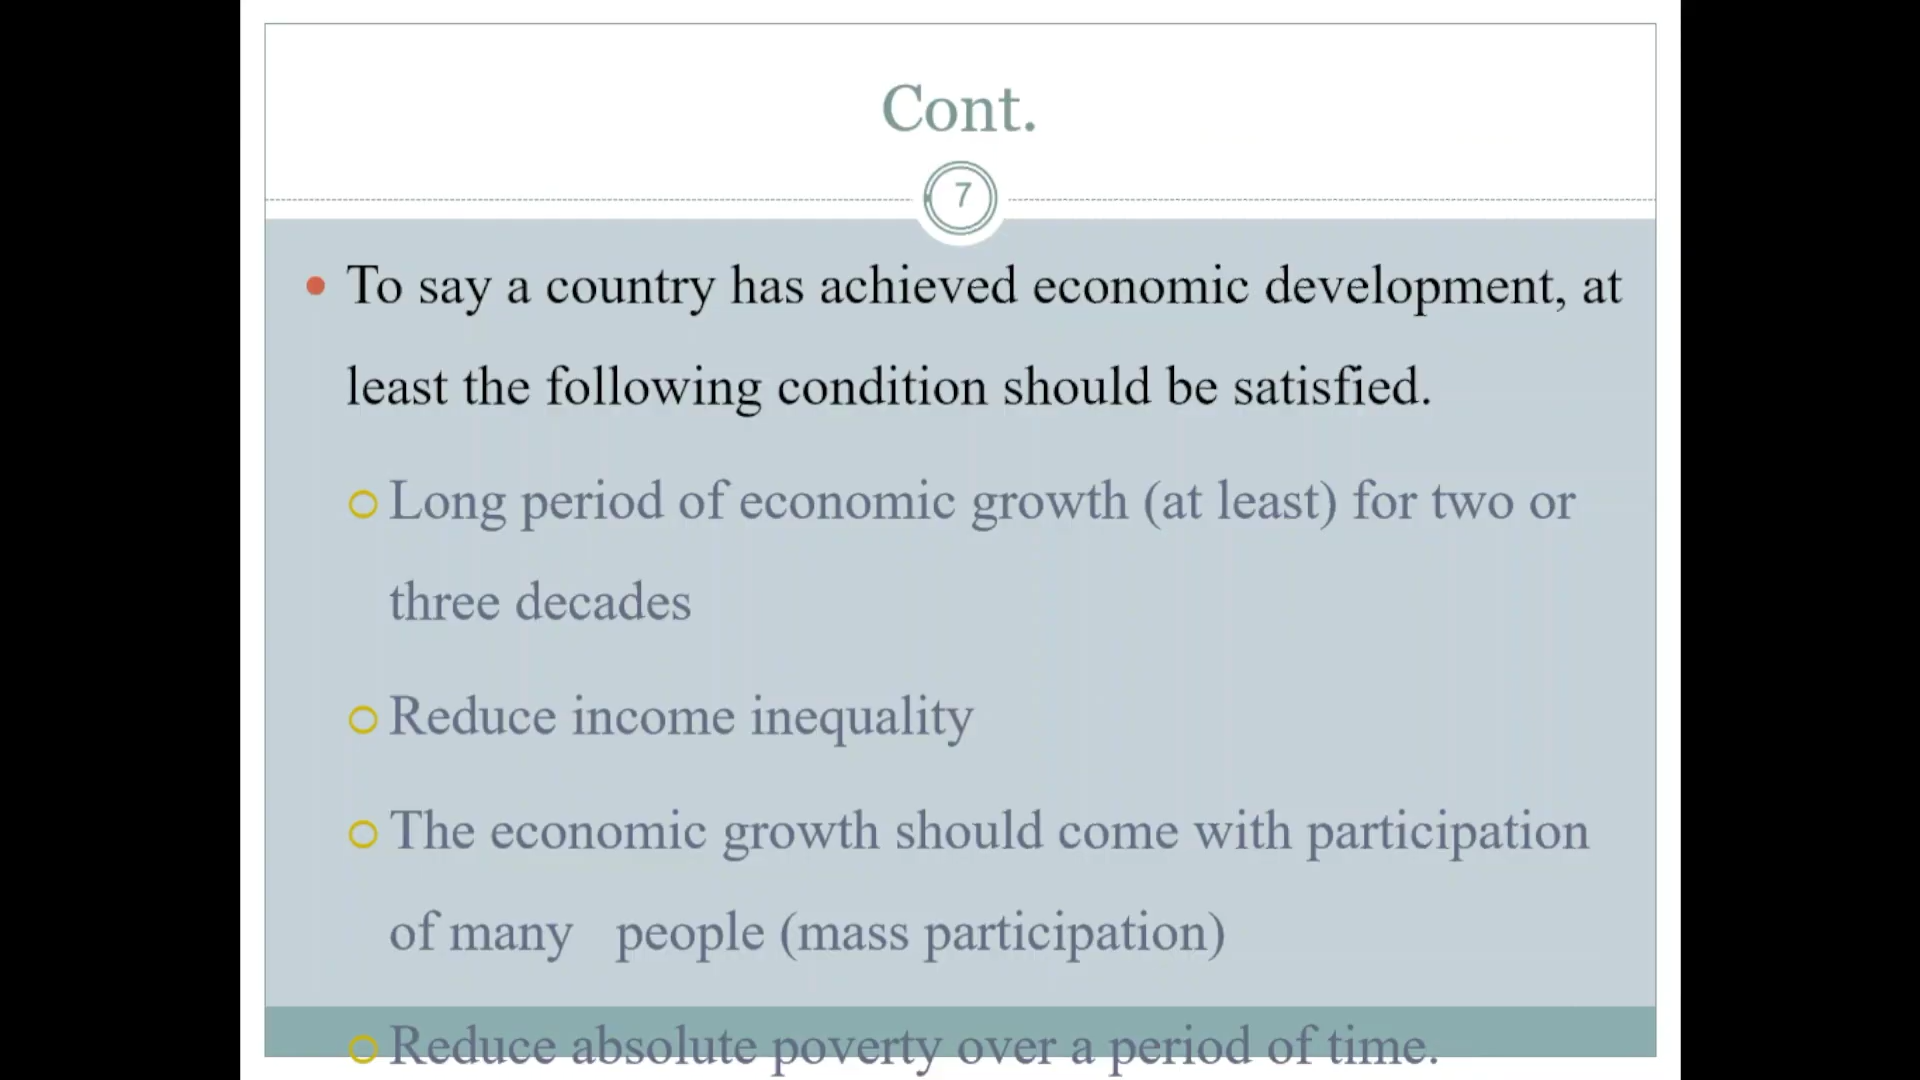 Cont.
7
To say a country has achieved economic development, at
least the following condition should be satisfied.
Long period of economic growth (at least) for two or
three decades
Reduce income inequality
The economic growth should come with participation
of many people (mass participation)
Reduce absolute poverty over a period of time.